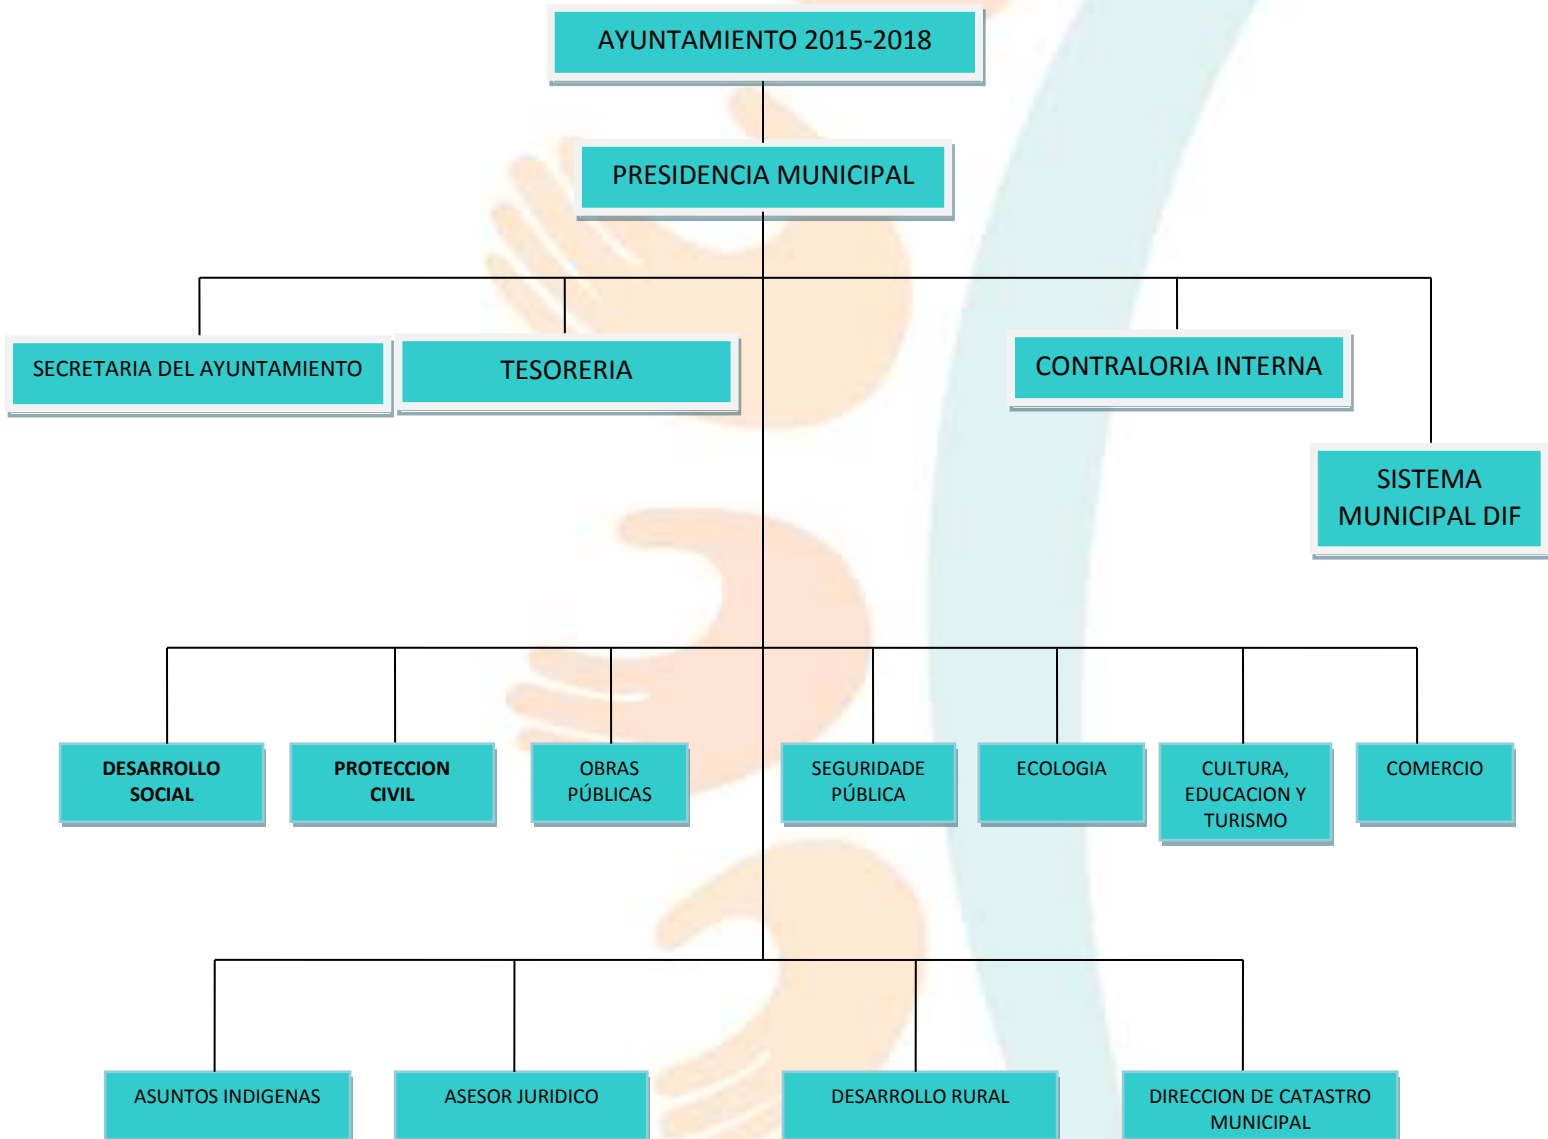 AYUNTAMIENTO 2015-2018
PRESIDENCIA MUNICIPAL
SECRETARIA DEL AYUNTAMIENTO
TESORERIA
CONTRALORIA INTERNA
SISTEMA
MUNICIPAL DIF
DESARROLLO
SOCIAL
PROTECCION
CIVIL
OBRAS
PÚBLICAS
SEGURIDADE
PÚBLICA
ECOLOGIA
CULTURA,
EDUCACION Y
TURISMO
COMERCIO
ASUNTOS INDIGENAS
ASESOR JURIDICO
DESARROLLO RURAL
DIRECCION DE CATASTRO
MUNICIPAL